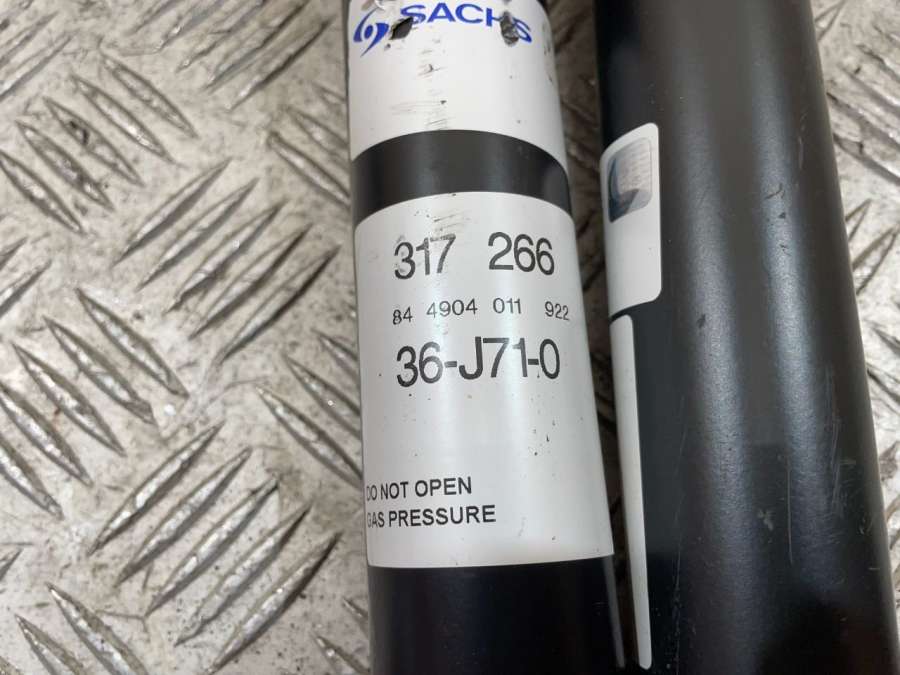 SACHS
317 266
84 4904 011 922
36-J71-0
DO NOT OPEN
GAS PRESSURE